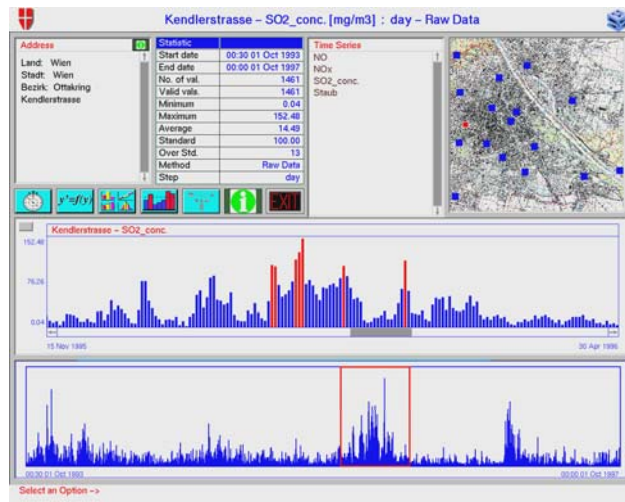 Kendlerstrasse – SO2_conc. [mg/m3] : day – Raw Data
Address
Land: Wien
Stadt: Wien
Bezirk: Ottakring
Kendlerstrasse
Statistic
Start date 00:30 01 Oct 1993
End date 00:00 01 Oct 1997
No. of val. 1461
Valid vals. 1461
Minimum 0.04
Maximum 152.48
Average 14.49
Standard 100.00
Over Std. 13
Method Raw Data
Step day
Time Series
NO
NOx
SO2_conc.
Staub
y'=f(y)
i
EXIT
Kendlerstrasse – SO2_conc.
152.48
76.26
0.04
15 Nov 1995
30 Apr 1996
00:30 01 Oct 1993
00:00 01 Oct 1997
Select an Option –>